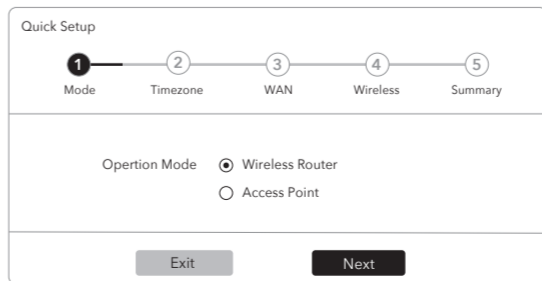 Quick Setup
1 2 3 4 5
Mode Timezone WAN Wireless Summary
Opertion Mode Wireless Router
Access Point
Exit Next